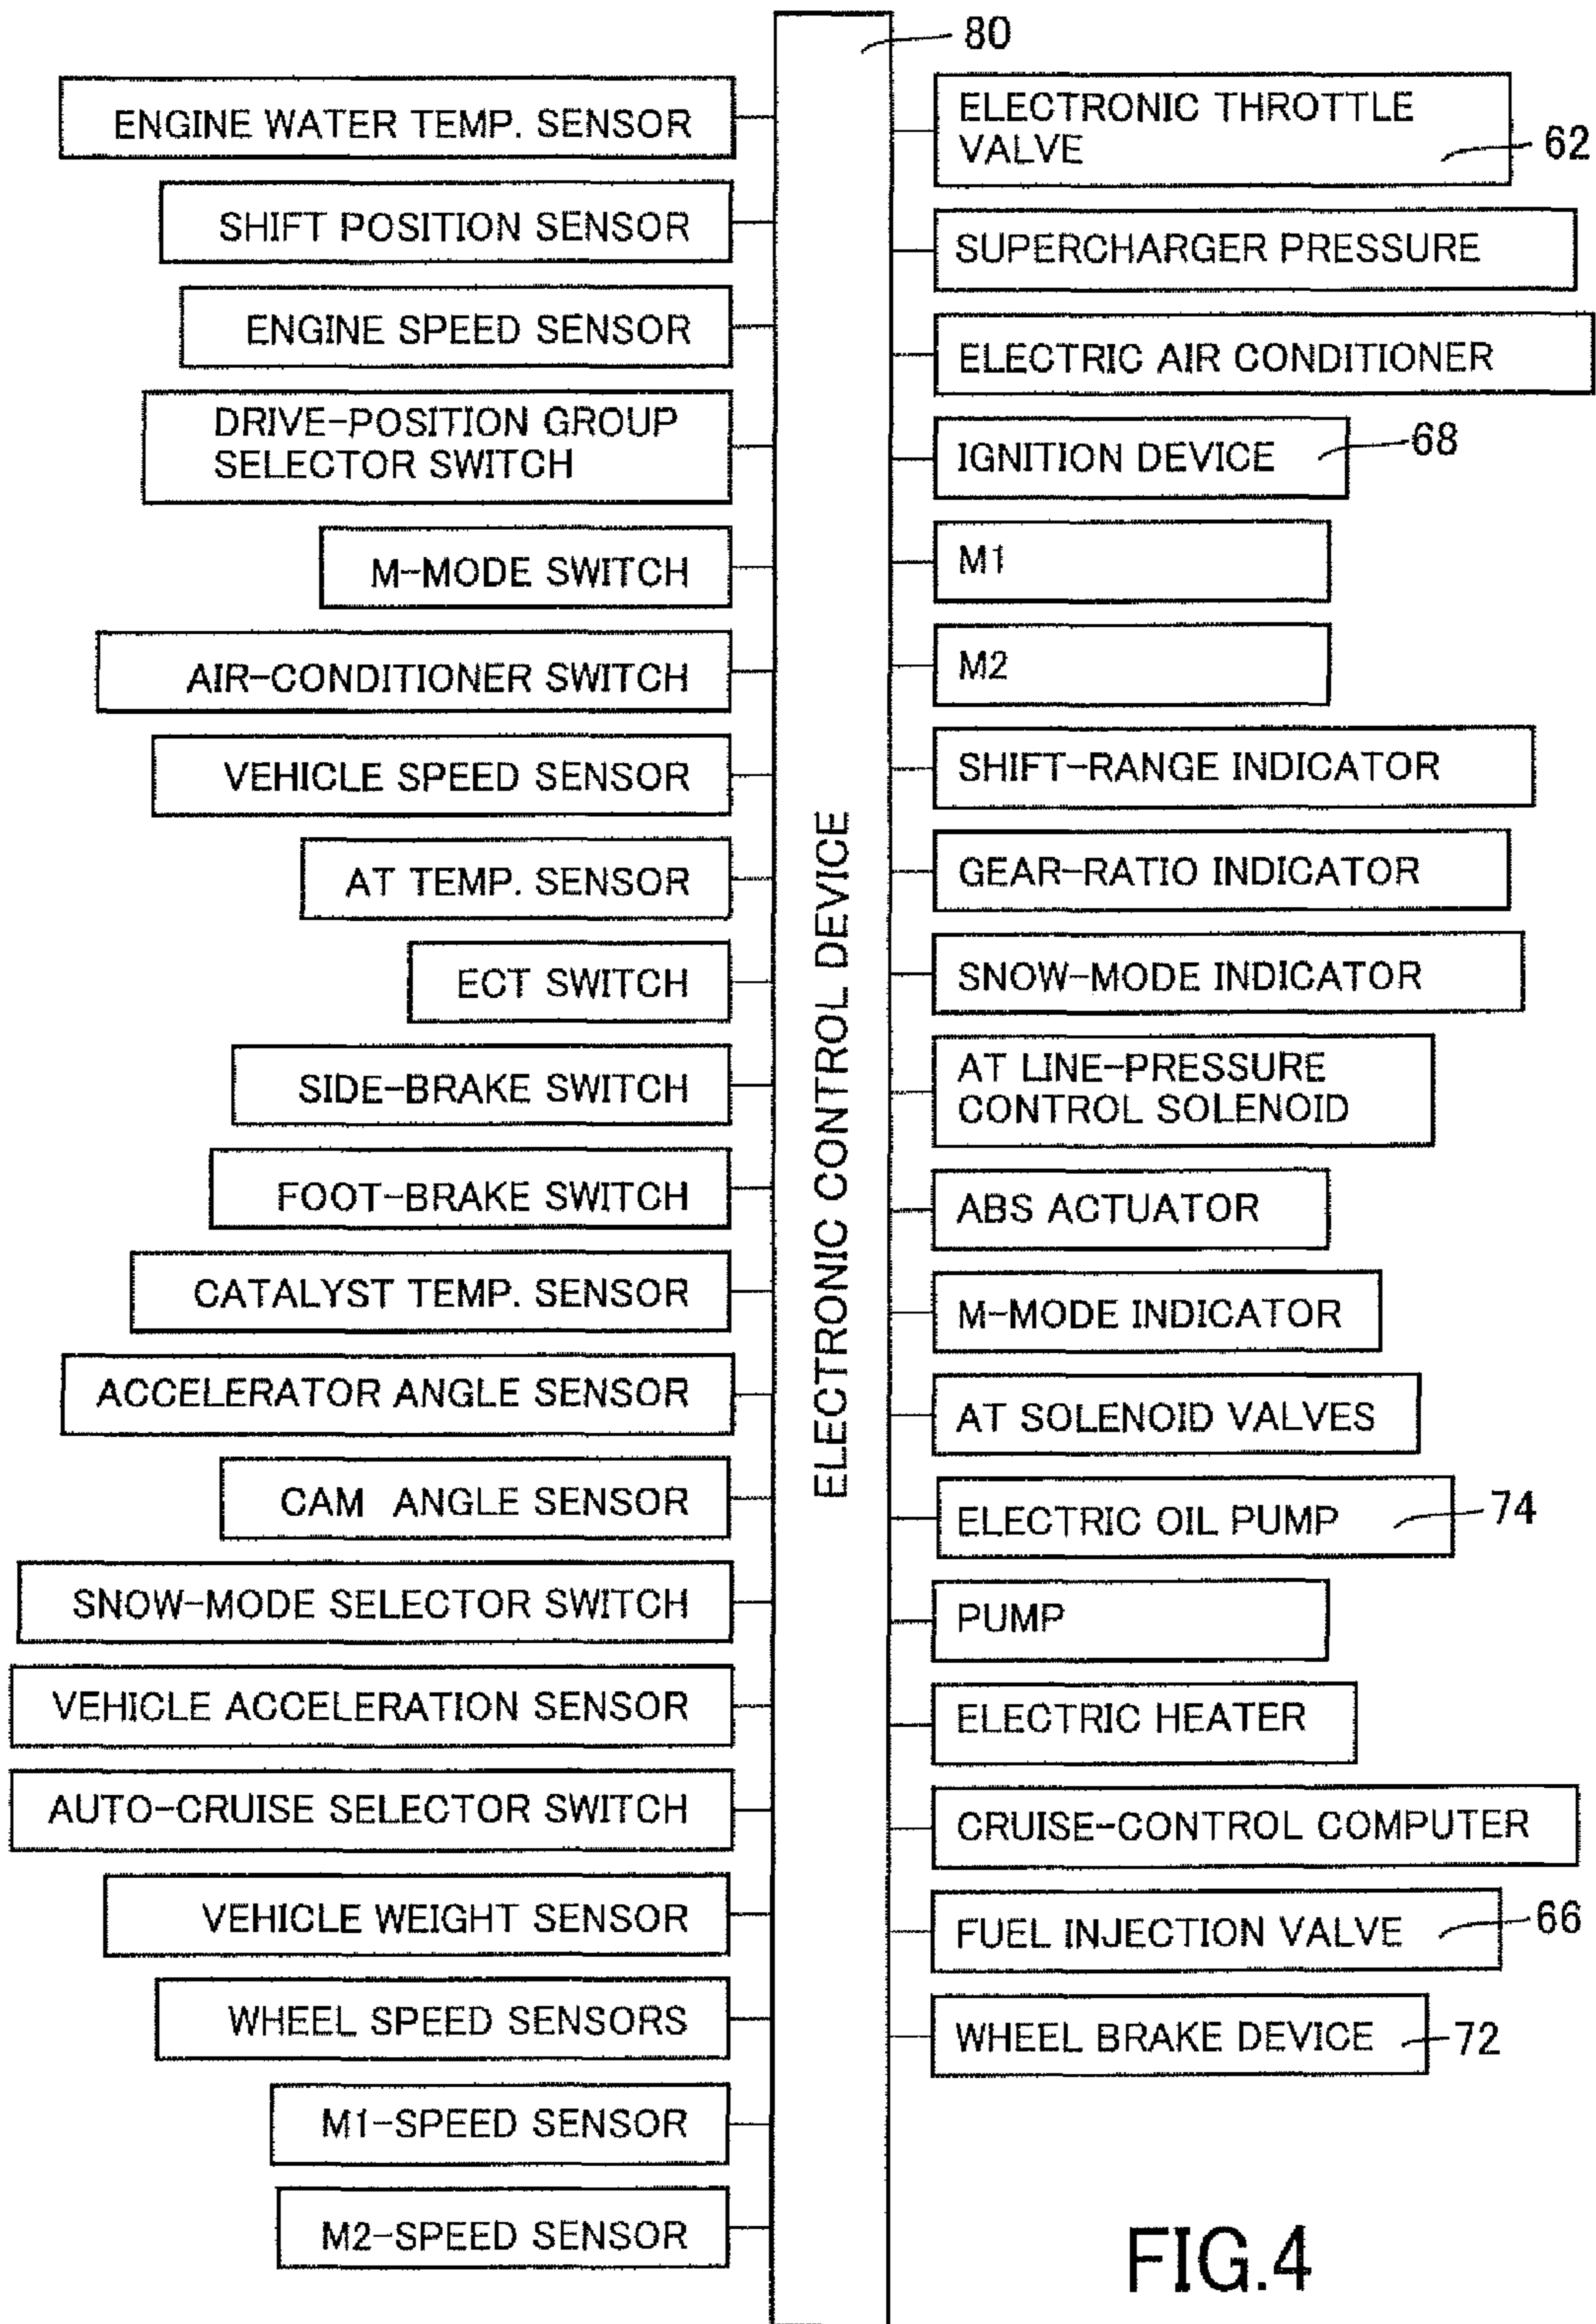 80
ENGINE WATER TEMP. SENSOR
SHIFT POSITION SENSOR
ENGINE SPEED SENSOR
DRIVE-POSITION GROUP
SELECTOR SWITCH
M-MODE SWITCH
AIR-CONDITIONER SWITCH
VEHICLE SPEED SENSOR
AT TEMP. SENSOR
ECT SWITCH
SIDE-BRAKE SWITCH
FOOT-BRAKE SWITCH
CATALYST TEMP. SENSOR
ACCELERATOR ANGLE SENSOR
CAM ANGLE SENSOR
SNOW-MODE SELECTOR SWITCH
VEHICLE ACCELERATION SENSOR
AUTO-CRUISE SELECTOR SWITCH
VEHICLE WEIGHT SENSOR
WHEEL SPEED SENSORS
M1-SPEED SENSOR
M2-SPEED SENSOR
ELECTRONIC CONTROL DEVICE
ELECTRONIC THROTTLE
VALVE
62
SUPERCHARGER PRESSURE
ELECTRIC AIR CONDITIONER
IGNITION DEVICE
68
M1
M2
SHIFT-RANGE INDICATOR
GEAR-RATIO INDICATOR
SNOW-MODE INDICATOR
AT LINE-PRESSURE
CONTROL SOLENOID
ABS ACTUATOR
M-MODE INDICATOR
AT SOLENOID VALVES
ELECTRIC OIL PUMP
74
PUMP
ELECTRIC HEATER
CRUISE-CONTROL COMPUTER
FUEL INJECTION VALVE
66
WHEEL BRAKE DEVICE
72
FIG.4